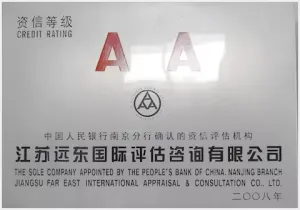 资信等级
CREDIT RATING
A A
中国人民银行南京分行确认的资信评估机构
江苏远东国际评估咨询有限公司
THE SOLE COMPANY APPOINTED BY THE PEOPLE'S BANK OF CHINA. NANJING BRANCH
JIANGSU FAR EAST INTERNATIONAL APPRAISAL & CONSULTATION CO., LTD.
二〇〇八年